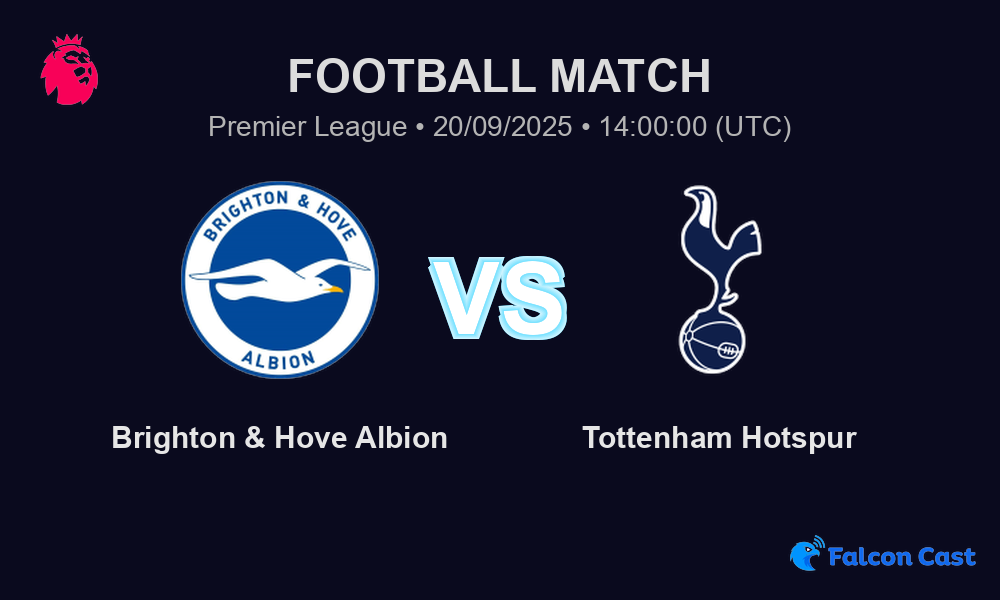 FOOTBALL MATCH
Premier League • 20/09/2025 • 14:00:00 (UTC)
BRIGHTON & HOVE
ALBION
VS
Brighton & Hove Albion
Tottenham Hotspur
Falcon Cast